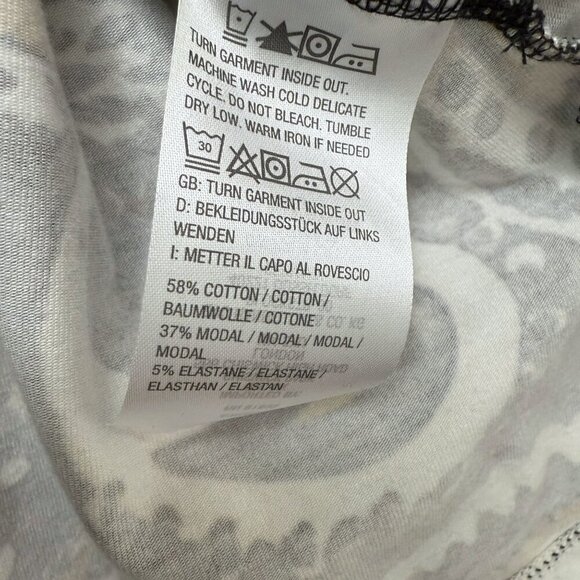 TURN GARMENT INSIDE OUT.
MACHINE WASH COLD DELICATE
CYCLE. DO NOT BLEACH. TUMBLE
DRY LOW. WARM IRON IF NEEDED
30
GB: TURN GARMENT INSIDE OUT
D: BEKLEIDUNGSSTÜCK AUF LINKS
WENDEN
I: METTER IL CAPO AL ROVESCIO
58% COTTON / COTTON /
BAUMWOLLE / COTONE
37% MODAL / MODAL / MODAL /
MODAL
5% ELASTANE / ELASTANE /
ELASTHAN / ELASTAN